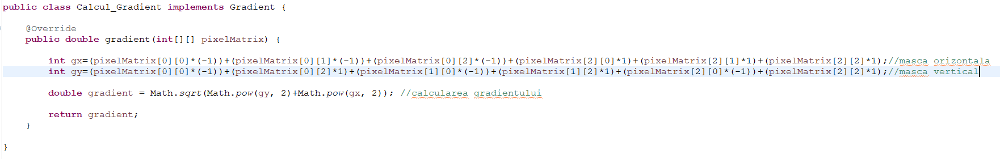 public class Calcul_Gradient implements Gradient {
@Override
public double gradient(int[][] pixelMatrix) {
int gx=(pixelMatrix[0][0]*(-1))+(pixelMatrix[0][1]*(-1))+(pixelMatrix[0][2]*(-1))+(pixelMatrix[2][0]*1)+(pixelMatrix[2][1]*1)+(pixelMatrix[2][2]*1);//masca orizontala
int gy=(pixelMatrix[0][0]*(-1))+(pixelMatrix[0][2]*1)+(pixelMatrix[1][0]*(-1))+(pixelMatrix[1][2]*1)+(pixelMatrix[2][0]*(-1))+(pixelMatrix[2][2]*1);//masca vertical
double gradient = Math.sqrt(Math.pow(gy, 2)+Math.pow(gx, 2)); //calcularea gradientului
return gradient;
}
}